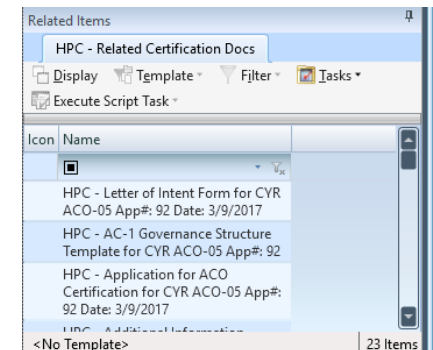 Related Items
HPC - Related Certification Docs
Display Template Filter Tasks
Execute Script Task
Icon Name
HPC - Letter of Intent Form for CYR
ACO-05 App#: 92 Date: 3/9/2017
HPC - AC-1 Governance Structure
Template for CYR ACO-05 App#: 92
HPC - Application for ACO
Certification for CYR ACO-05 App#:
92 Date: 3/9/2017
HPC - Additional Information
<No Template> 23 Items